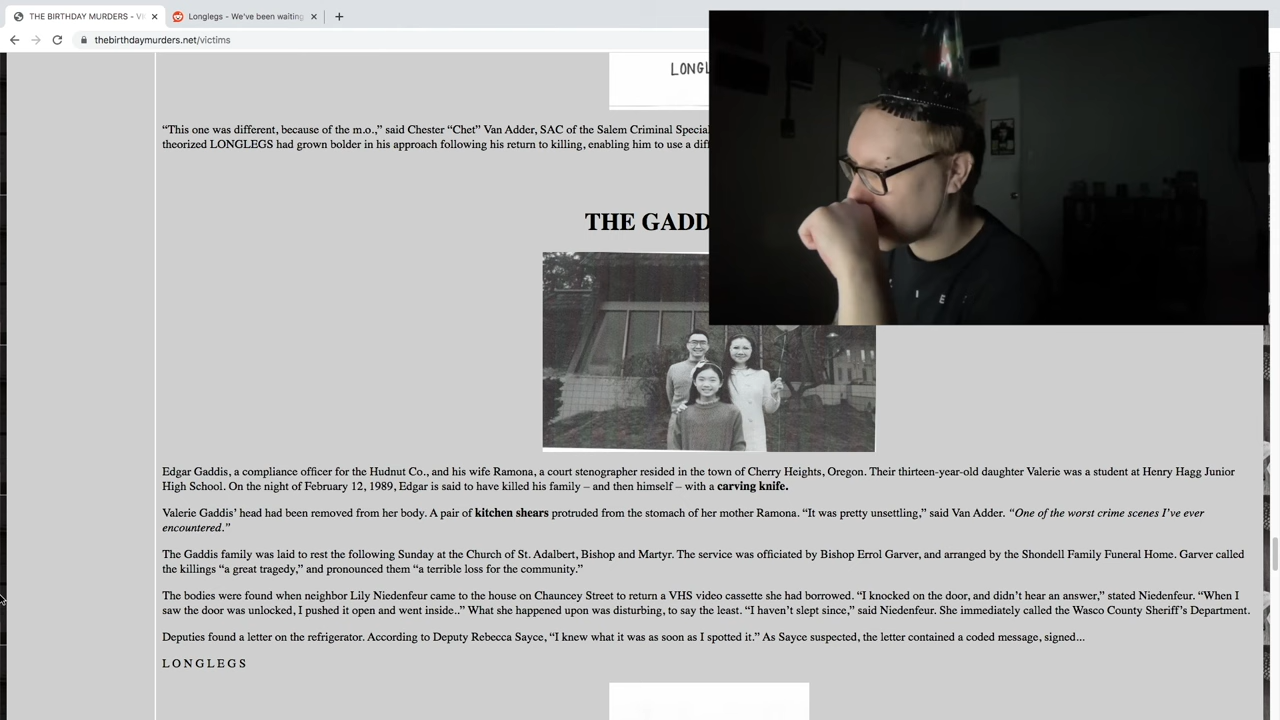 THE BIRTHDAY MURDERS - VI
Longlegs - We've been waiting
thebirthdaymurders.net/victims
LONGL
“This one was different, because of the m.o.,” said Chester “Chet” Van Adder, SAC of the Salem Criminal Special
theorized LONGLEGS had grown bolder in his approach following his return to killing, enabling him to use a diff
THE GADD
Edgar Gaddis, a compliance officer for the Hudnut Co., and his wife Ramona, a court stenographer resided in the town of Cherry Heights, Oregon. Their thirteen-year-old daughter Valerie was a student at Henry Hagg Junior
High School. On the night of February 12, 1989, Edgar is said to have killed his family – and then himself – with a carving knife.
Valerie Gaddis’ head had been removed from her body. A pair of kitchen shears protruded from the stomach of her mother Ramona. “It was pretty unsettling,” said Van Adder. “One of the worst crime scenes I’ve ever
encountered.”
The Gaddis family was laid to rest the following Sunday at the Church of St. Adalbert, Bishop and Martyr. The service was officiated by Bishop Errol Garver, and arranged by the Shondell Family Funeral Home. Garver called
the killings “a great tragedy,” and pronounced them “a terrible loss for the community.”
The bodies were found when neighbor Lily Niedenfeur came to the house on Chauncey Street to return a VHS video cassette she had borrowed. “I knocked on the door, and didn’t hear an answer,” stated Niedenfeur. “When I
saw the door was unlocked, I pushed it open and went inside..” What she happened upon was disturbing, to say the least. “I haven’t slept since,” said Niedenfeur. She immediately called the Wasco County Sheriff’s Department.
Deputies found a letter on the refrigerator. According to Deputy Rebecca Sayce, “I knew what it was as soon as I spotted it.” As Sayce suspected, the letter contained a coded message, signed...
L O N G L E G S